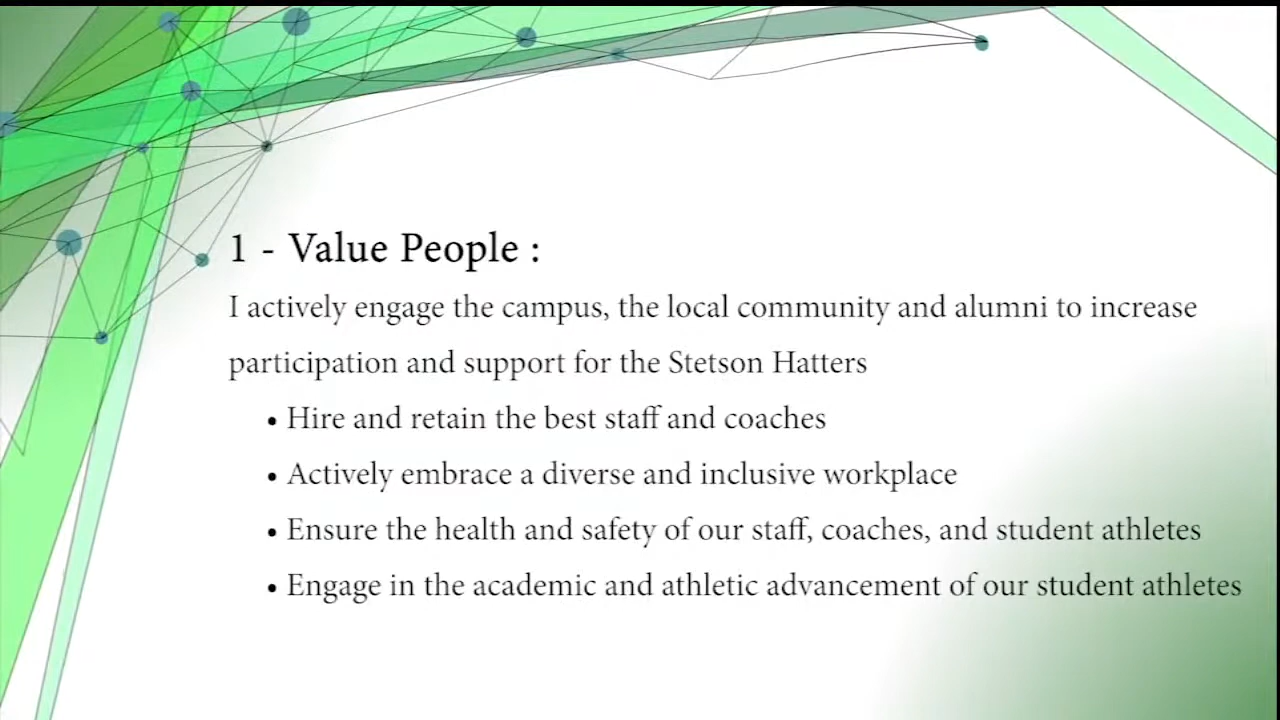 1 - Value People :
I actively engage the campus, the local community and alumni to increase
participation and support for the Stetson Hatters
• Hire and retain the best staff and coaches
• Actively embrace a diverse and inclusive workplace
• Ensure the health and safety of our staff, coaches, and student athletes
• Engage in the academic and athletic advancement of our student athletes